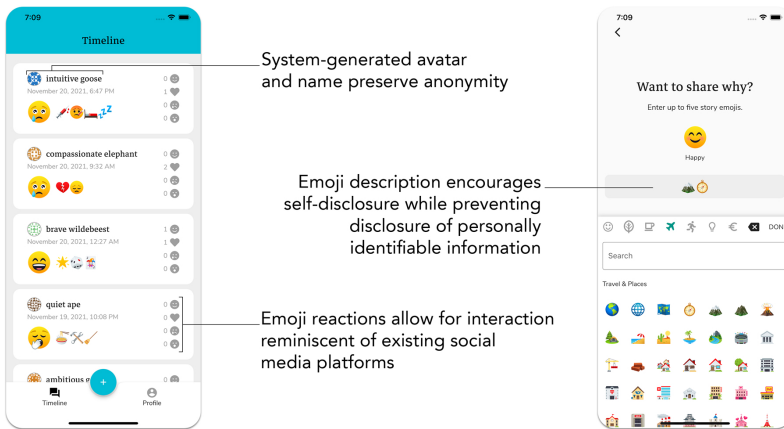 7:09
Timeline
intuitive goose
November 20, 2021, 6:47 PM
0
1
0
0
compassionate elephant
November 20, 2021, 9:32 AM
0
2
0
0
brave wildebeest
November 20, 2021, 12:27 AM
1
1
0
0
quiet ape
November 19, 2021, 10:08 PM
0
0
0
0
ambitious g
0
+
Timeline
Profile
System-generated avatar
and name preserve anonymity
Emoji description encourages
self-disclosure while preventing
disclosure of personally
identifiable information
Emoji reactions allow for interaction
reminiscent of existing social
media platforms
7:09
Want to share why?
Enter up to five story emojis.
Happy
DON
Search
Travel & Places